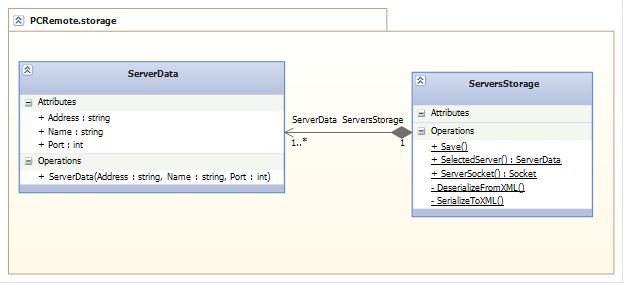 PCRemote.storage
ServerData
Attributes
+ Address : string
+ Name : string
+ Port : int
Operations
+ ServerData(Address : string, Name : string, Port : int)
ServerData ServersStorage
1..* 1
ServersStorage
Attributes
Operations
+ Save()
+ SelectedServer() : ServerData
+ ServerSocket() : Socket
- DeserializeFromXML()
- SerializeToXML()